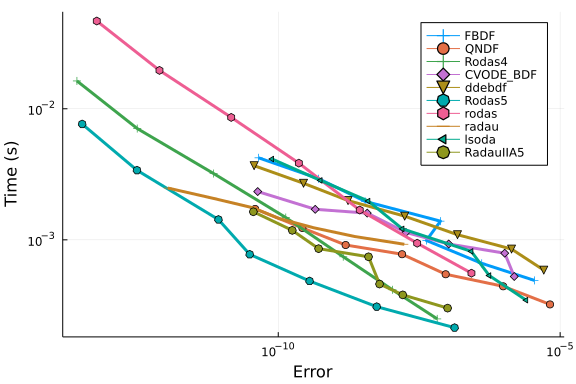 FBDF
QNDF
Rodas4
CVODE_BDF
ddebdf
Rodas5
rodas
radau
lsoda
RadauIIA5
Time (s)
10⁻²
10⁻³
10⁻¹⁰
10⁻⁵
Error